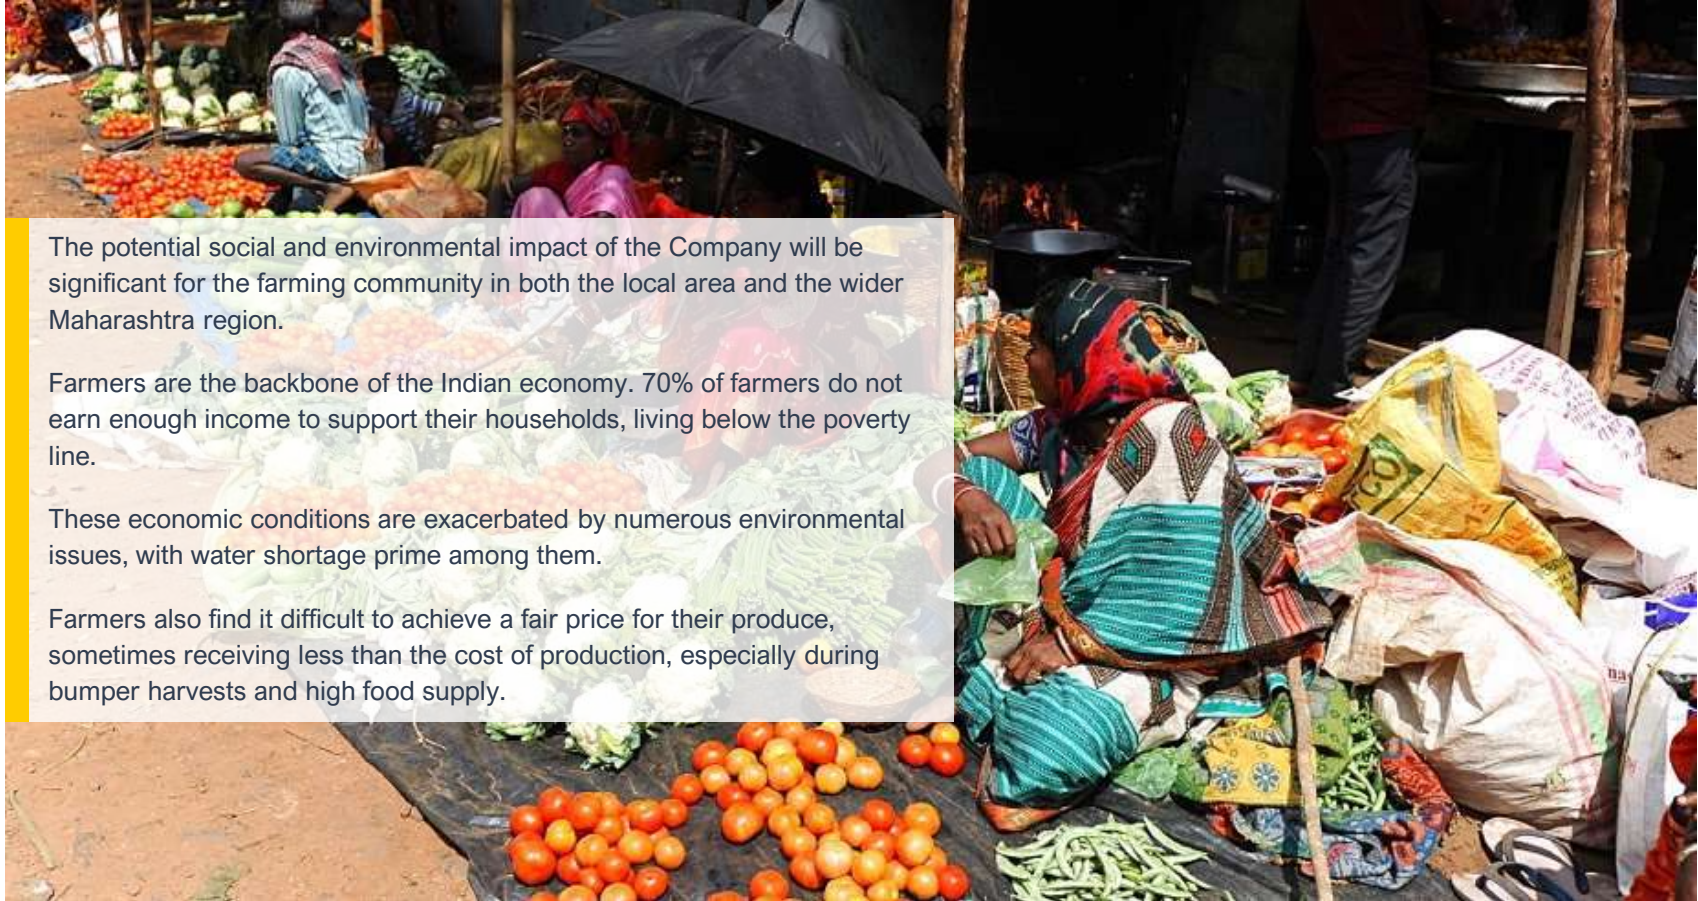 The potential social and environmental impact of the Company will be
significant for the farming community in both the local area and the wider
Maharashtra region.
Farmers are the backbone of the Indian economy. 70% of farmers do not
earn enough income to support their households, living below the poverty
line.
These economic conditions are exacerbated by numerous environmental
issues, with water shortage prime among them.
Farmers also find it difficult to achieve a fair price for their produce,
sometimes receiving less than the cost of production, especially during
bumper harvests and high food supply.